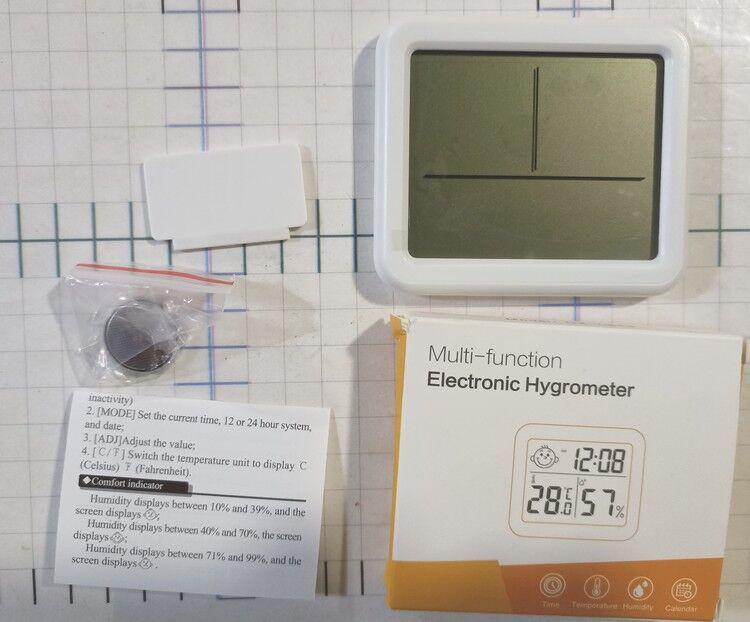 inactivity)
2. [MODE] Set the current time, 12 or 24 hour system,
and date;
3. [ADJ]Adjust the value;
4. [℃/℉] Switch the temperature unit to display ℃
(Celsius) ℉ (Fahrenheit).
◆Comfort indicator
Humidity displays between 10% and 39%, and the
screen displays ;
Humidity displays between 40% and 70%, the screen
displays ;
Humidity displays between 71% and 99%, and the
screen displays .
Multi-function
Electronic Hygrometer
12:08
28.0℃ 57%
Time Temperature Humidity Calendar